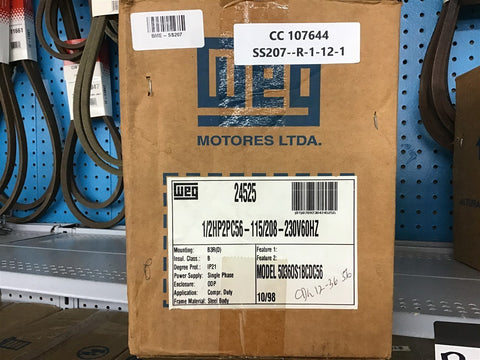 SME - SS207
CC 107644
SS207--R-1-12-1
WEG
MOTORES LTDA.
WEG
24525
1/2HP2PC56-115/208-230V60HZ
Mounting: B3R(D)
Feature 1:
Insul. Class.: B
Feature 2:
Degree Prot.: IP21
MODEL 50360S1BCDC56
Power Supply: Single Phase
Enclosure: ODP
Application: Compr. Duty
Frame Material: Steel Body
10/98